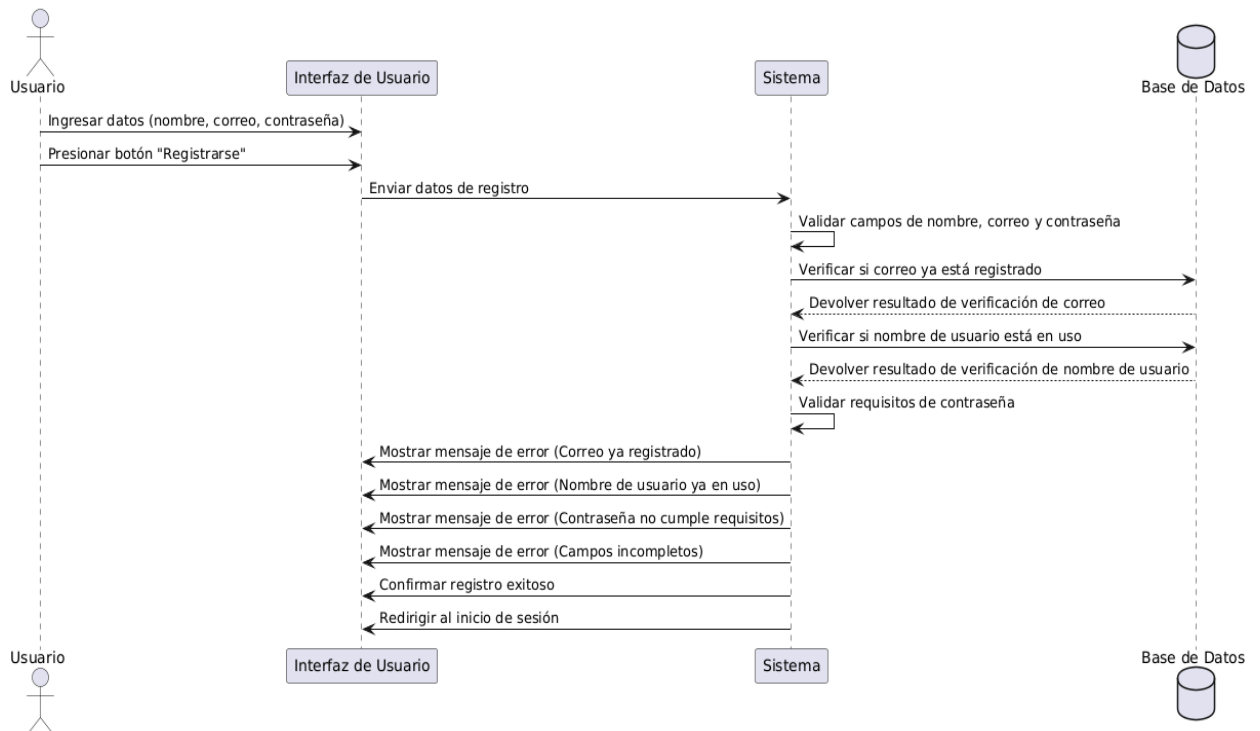 Usuario
Interfaz de Usuario
Sistema
Base de Datos
Ingresar datos (nombre, correo, contraseña)
Presionar botón "Registrarse"
Enviar datos de registro
Validar campos de nombre, correo y contraseña
Verificar si correo ya está registrado
Devolver resultado de verificación de correo
Verificar si nombre de usuario está en uso
Devolver resultado de verificación de nombre de usuario
Validar requisitos de contraseña
Mostrar mensaje de error (Correo ya registrado)
Mostrar mensaje de error (Nombre de usuario ya en uso)
Mostrar mensaje de error (Contraseña no cumple requisitos)
Mostrar mensaje de error (Campos incompletos)
Confirmar registro exitoso
Redirigir al inicio de sesión
Usuario
Interfaz de Usuario
Sistema
Base de Datos